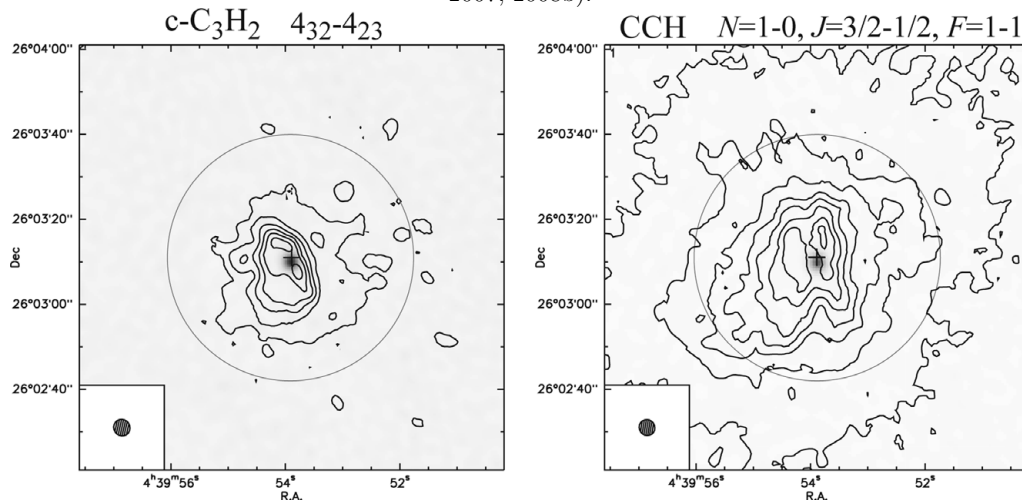 c-C₃H₂ 4₃₂-4₂₃
26°04'00"
26°03'40"
26°03'20"
26°03'00"
26°02'40"
Dec
4ʰ39ᵐ56ˢ 54ˢ 52ˢ
R.A.
CCH N=1-0, J=3/2-1/2, F=1-1
26°04'00"
26°03'40"
26°03'20"
26°03'00"
26°02'40"
Dec
4ʰ39ᵐ56ˢ 54ˢ 52ˢ
R.A.